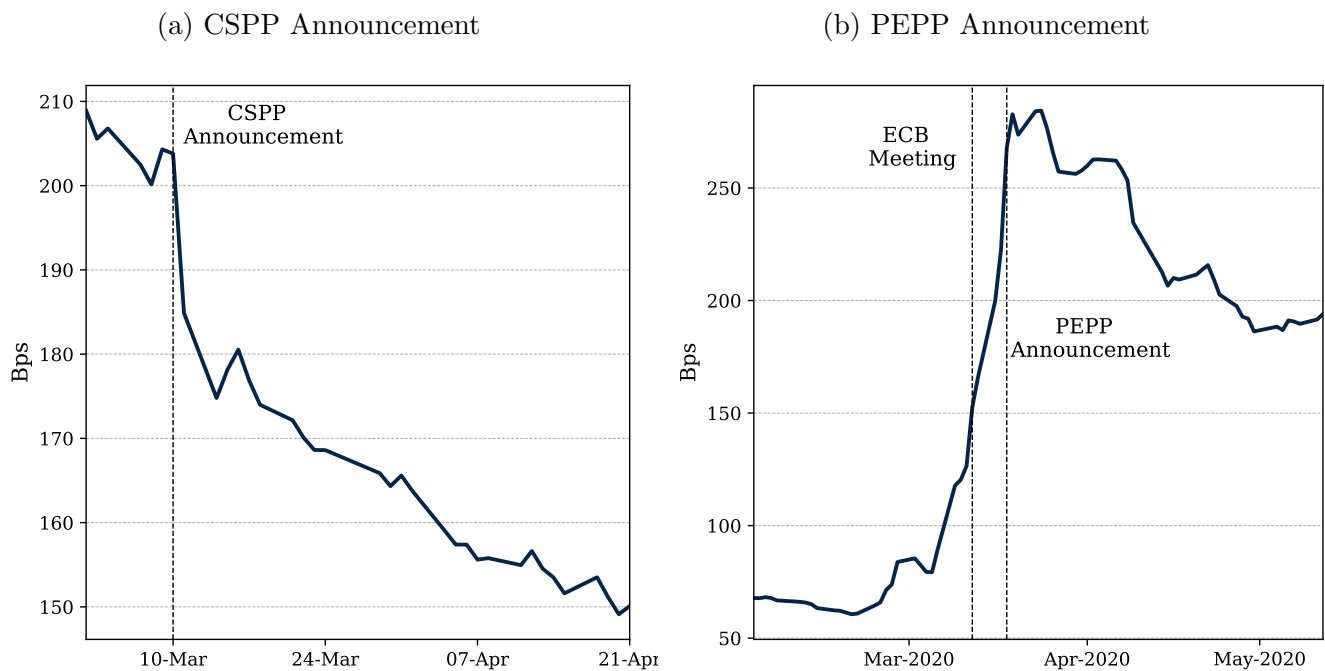 (a) CSPP Announcement
210
200
190
180
170
160
150
Bps
CSPP
Announcement
10-Mar
24-Mar
07-Apr
21-Apr
(b) PEPP Announcement
250
200
150
100
50
Bps
ECB
Meeting
PEPP
Announcement
Mar-2020
Apr-2020
May-2020